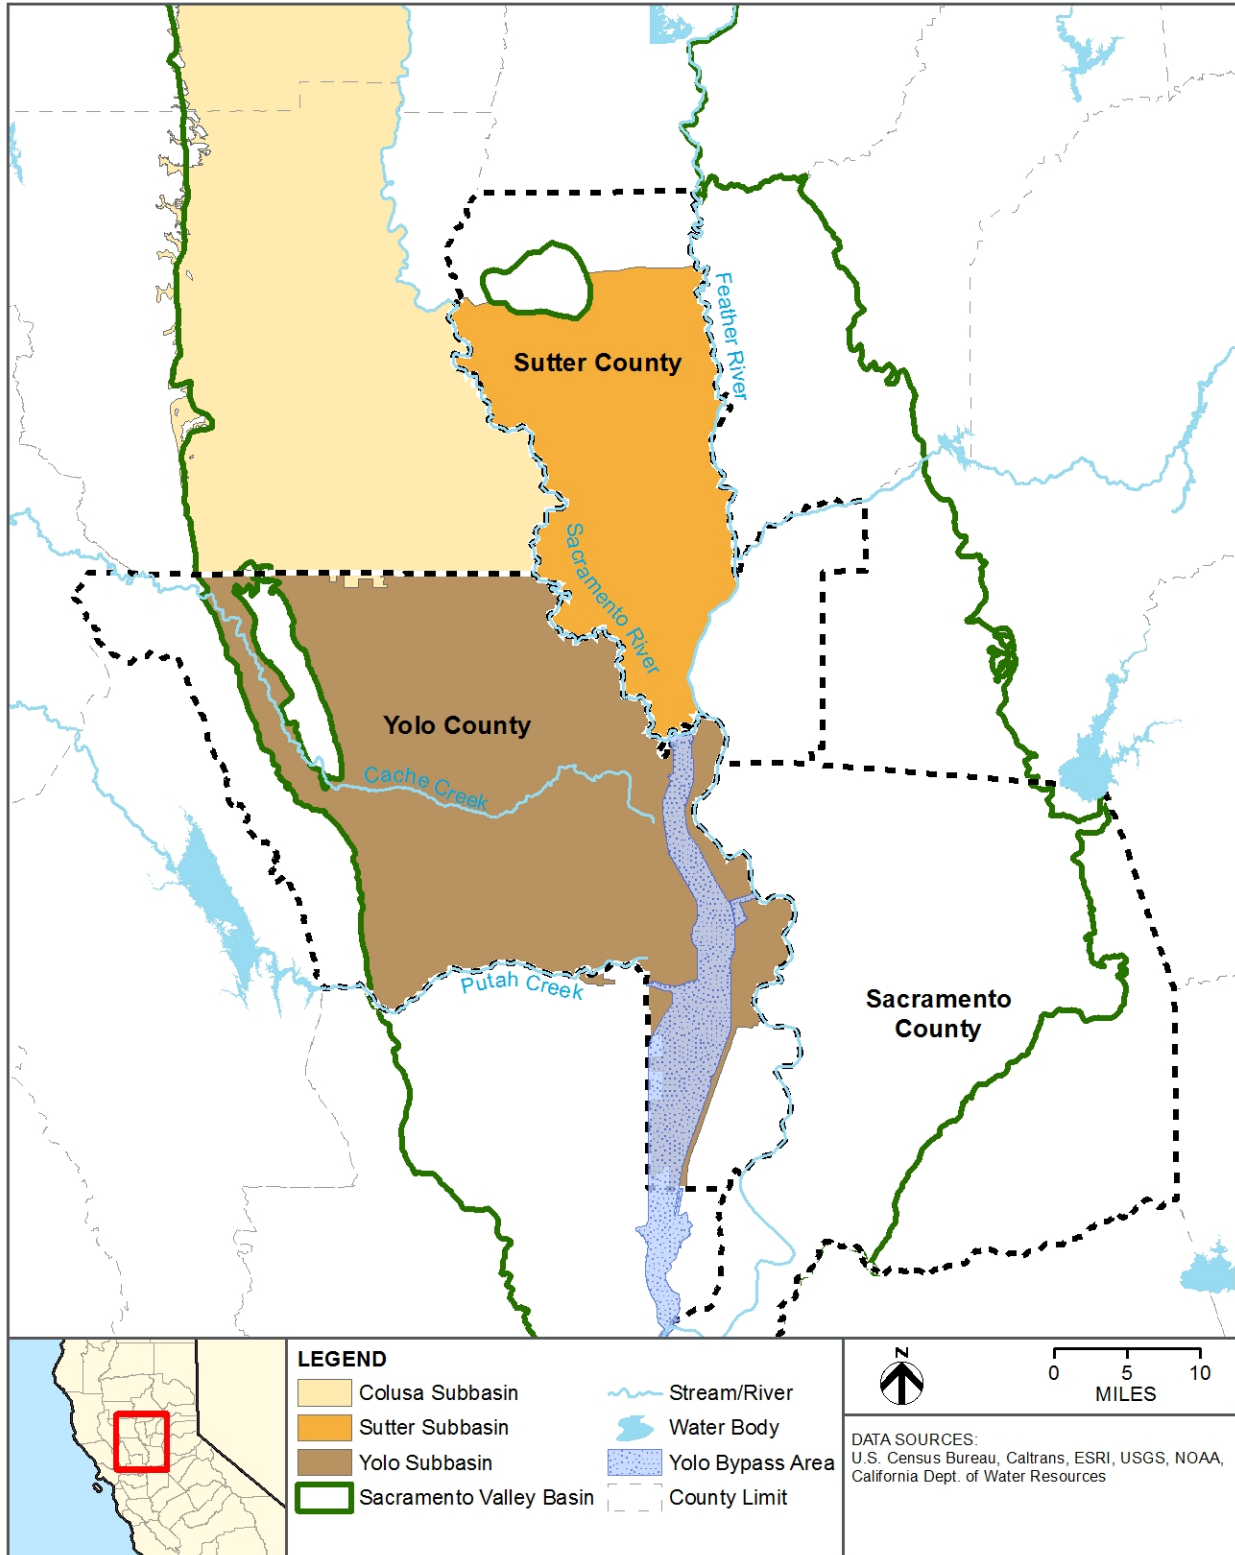 Feather River
Sutter County
Sacramento River
Yolo County
Cache Creek
Putah Creek
Sacramento
County
LEGEND
Colusa Subbasin
Sutter Subbasin
Yolo Subbasin
Sacramento Valley Basin
Stream/River
Water Body
Yolo Bypass Area
County Limit
N
0 5 10
MILES
DATA SOURCES:
U.S. Census Bureau, Caltrans, ESRI, USGS, NOAA,
California Dept. of Water Resources